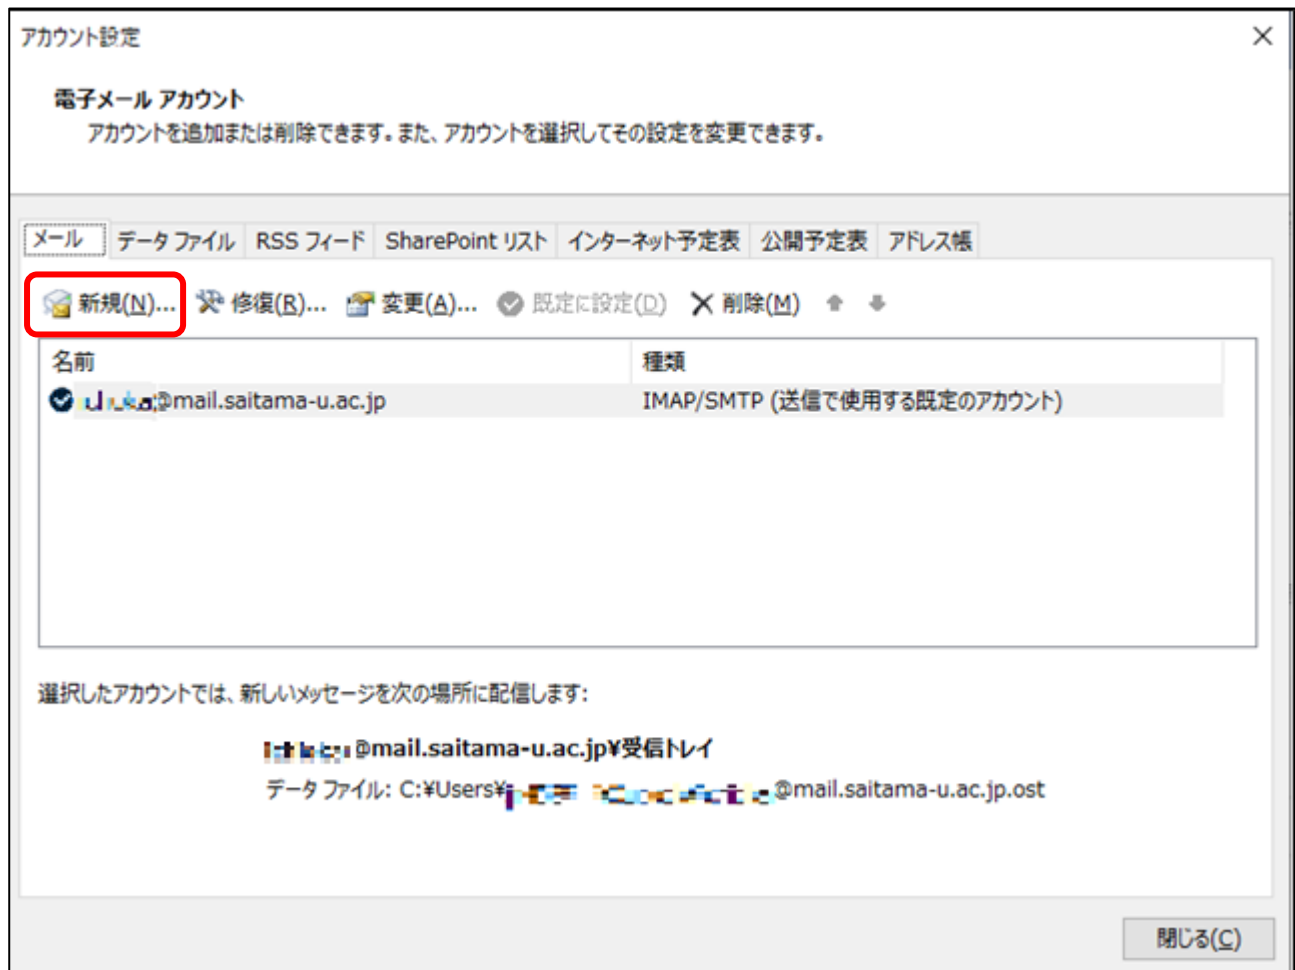 アカウント設定
電子メール アカウント
アカウントを追加または削除できます。また、アカウントを選択してその設定を変更できます。
メール データ ファイル RSS フィード SharePoint リスト インターネット予定表 公開予定表 アドレス帳
新規(N)... 修復(R)... 変更(A)... 既定に設定(D) 削除(M)
名前 種類
@mail.saitama-u.ac.jp IMAP/SMTP (送信で使用する既定のアカウント)
選択したアカウントでは、新しいメッセージを次の場所に配信します:
@mail.saitama-u.ac.jp¥受信トレイ
データ ファイル: C:¥Users¥ @mail.saitama-u.ac.jp.ost
閉じる(C)